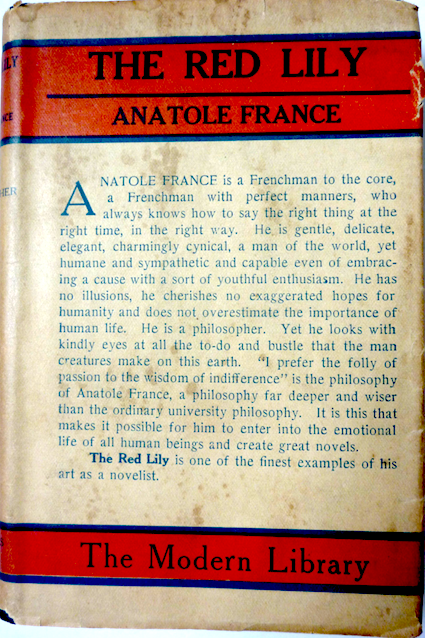 THE RED LILY
ANATOLE FRANCE
ANATOLE FRANCE is a Frenchman to the core,
a Frenchman with perfect manners, who
always knows how to say the right thing at the
right time, in the right way. He is gentle, delicate,
elegant, charmingly cynical, a man of the world, yet
humane and sympathetic and capable even of embrac-
ing a cause with a sort of youthful enthusiasm. He has
no illusions, he cherishes no exaggerated hopes for
humanity and does not overestimate the importance of
human life. He is a philosopher. Yet he looks with
kindly eyes at all the to-do and bustle that the man
creatures make on this earth. "I prefer the folly of
passion to the wisdom of indifference" is the philosophy
of Anatole France, a philosophy far deeper and wiser
than the ordinary university philosophy. It is this that
makes it possible for him to enter into the emotional
life of all human beings and create great novels.
The Red Lily is one of the finest examples of his
art as a novelist.
The Modern Library